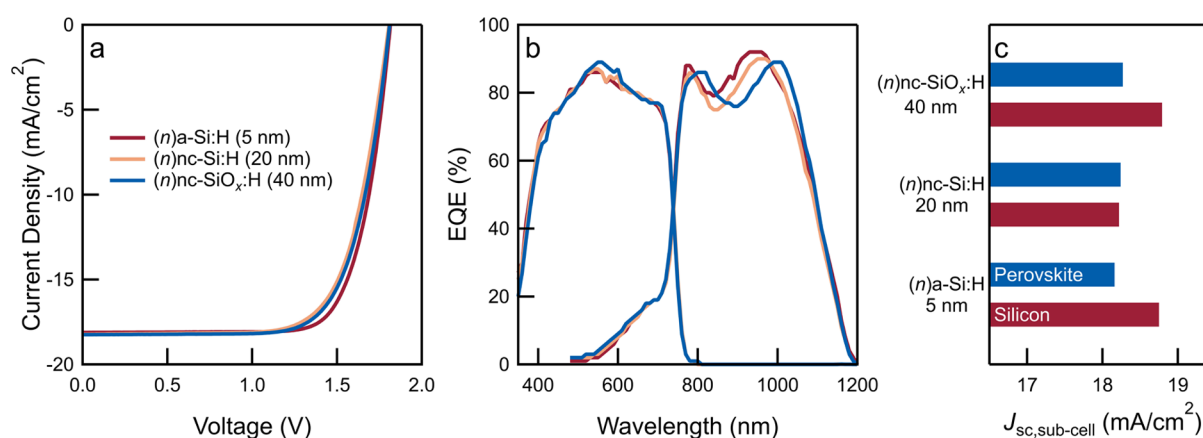 a
Current Density (mA/cm²)
0
-5
-10
-15
-20
(n)a-Si:H (5 nm)
(n)nc-Si:H (20 nm)
(n)nc-SiOₓ:H (40 nm)
0.0 0.5 1.0 1.5 2.0
Voltage (V)
b
EQE (%)
100
80
60
40
20
0
400 600 800 1000 1200
Wavelength (nm)
c
(n)nc-SiOₓ:H
40 nm
(n)nc-Si:H
20 nm
(n)a-Si:H
5 nm
Perovskite
Silicon
17 18 19
Jsc,sub-cell (mA/cm²)